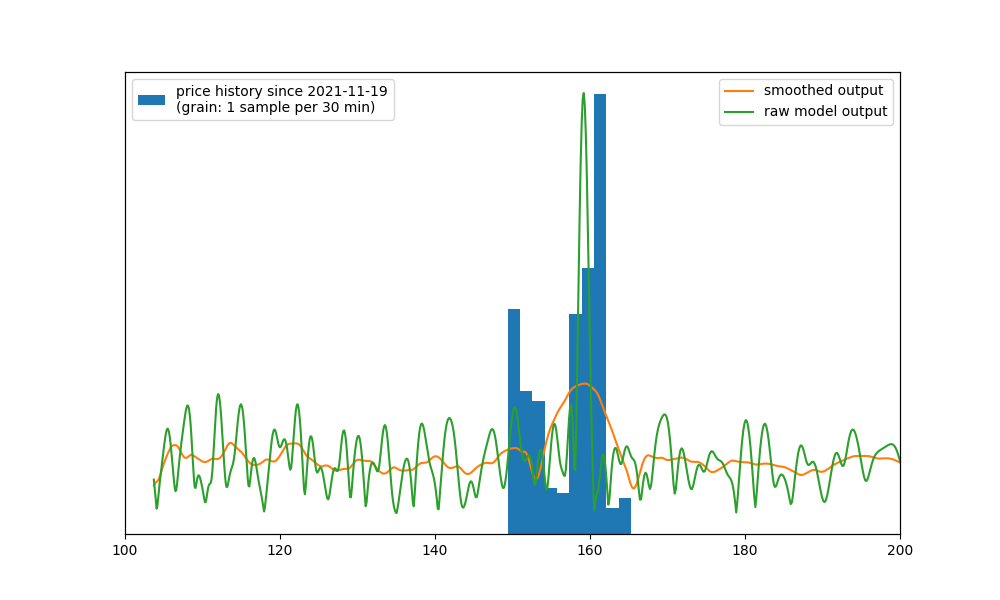 price history since 2021-11-19
(grain: 1 sample per 30 min)
smoothed output
raw model output
100
120
140
160
180
200